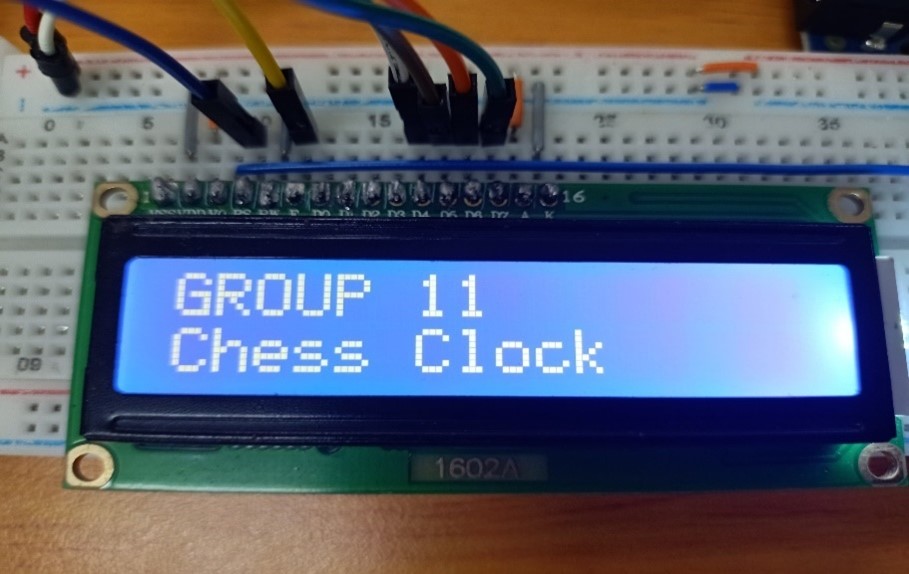 +
0 5 10 15 25 30 35
1 16
VSS VDD V0 RS RW E D0 D1 D2 D3 D4 D5 D6 D7 A K
GROUP 11
Chess Clock
60
1602A